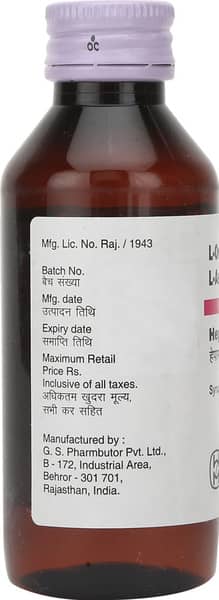 Mfg. Lic. No. Raj. / 1943
Batch No.
बैच संख्या
Mfg. date
उत्पादन तिथि
Expiry date
समाप्ति तिथि
Maximum Retail
Price Rs.
Inclusive of all taxes.
अधिकतम खुदरा मूल्य,
सभी कर सहित
Manufactured by :
G. S. Pharmbutor Pvt. Ltd.,
B - 172, Industrial Area,
Behror - 301 701,
Rajasthan, India.